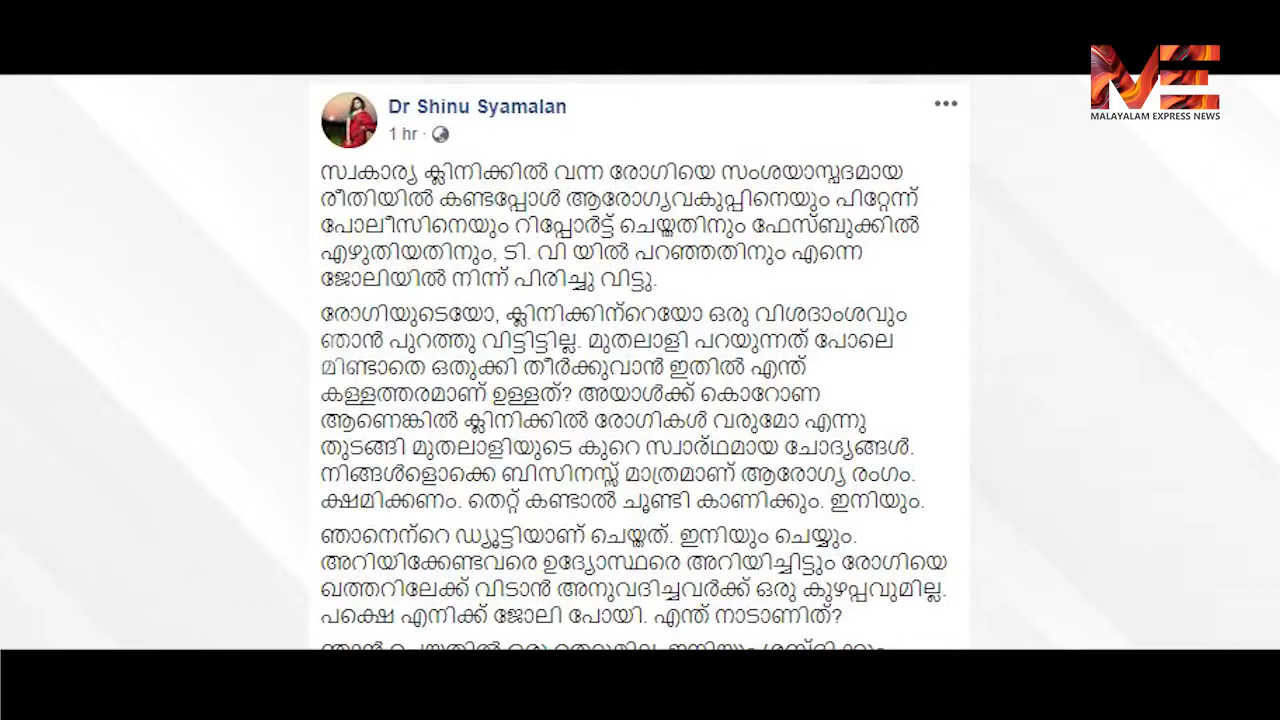 ME
MALAYALAM EXPRESS NEWS
Dr Shinu Syamalan
1 hr ·
സ്വകാര്യ ക്ലിനിക്കിൽ വന്ന രോഗിയെ സംശയാസ്പദമായ
രീതിയിൽ കണ്ടപ്പോൾ ആരോഗ്യവകുപ്പിനെയും പിറ്റേന്ന്
പോലീസിനെയും റിപ്പോർട്ട് ചെയ്തതിനും ഫേസ്ബുക്കിൽ
എഴുതിയതിനും, ടി. വി യിൽ പറഞ്ഞതിനും എന്നെ
ജോലിയിൽ നിന്ന് പിരിച്ചു വിട്ടു.
രോഗിയുടെയോ, ക്ലിനിക്കിന്റെയോ ഒരു വിശദാംശവും
ഞാൻ പുറത്തു വിട്ടിട്ടില്ല. മുതലാളി പറയുന്നത് പോലെ
മിണ്ടാതെ ഒതുക്കി തീർക്കുവാൻ ഇതിൽ എന്ത്
കള്ളത്തരമാണ് ഉള്ളത്? അയാൾക്ക് കൊറോണ
ആണെങ്കിൽ ക്ലിനിക്കിൽ രോഗികൾ വരുമോ എന്നു
തുടങ്ങി മുതലാളിയുടെ കുറെ സ്വാര്ഥമായ ചോദ്യങ്ങൾ.
നിങ്ങൾളൊക്കെ ബിസിനസ്സ് മാത്രമാണ് ആരോഗ്യ രംഗം.
ക്ഷമിക്കണം. തെറ്റ് കണ്ടാൽ ചൂണ്ടി കാണിക്കും. ഇനിയും.
ഞാനെന്റെ ഡ്യൂട്ടിയാണ് ചെയ്തത്. ഇനിയും ചെയ്യും.
അറിയിക്കേണ്ടവരെ ഉദ്യോസ്ഥരെ അറിയിച്ചിട്ടും രോഗിയെ
ഖത്തറിലേക്ക് വിടാൻ അനുവദിച്ചവർക്ക് ഒരു കുഴപ്പവുമില്ല.
പക്ഷെ എനിക്ക് ജോലി പോയി. എന്ത് നാടാണിത്?